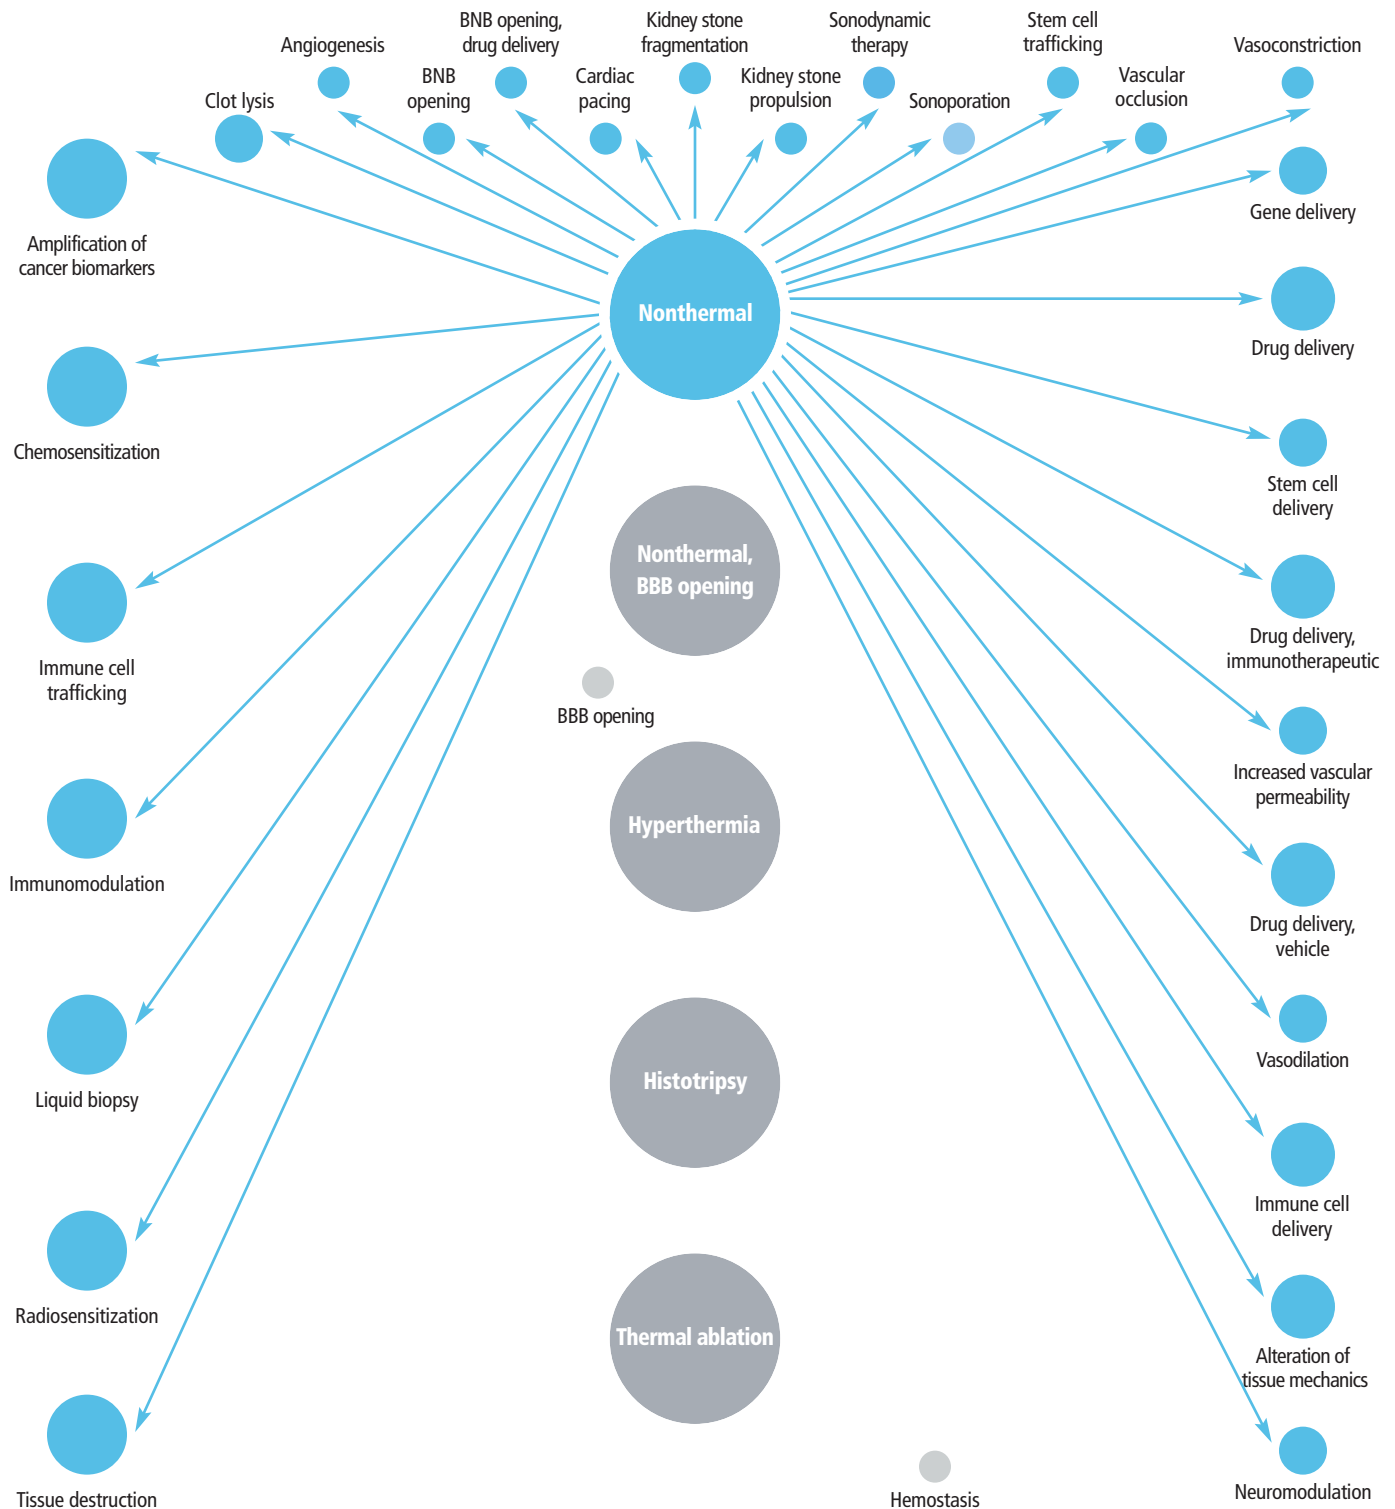 BNB opening,
drug delivery
Kidney stone
fragmentation
Sonodynamic
therapy
Stem cell
trafficking
Angiogenesis
Vasoconstriction
BNB
opening
Cardiac
pacing
Kidney stone
propulsion
Vascular
occlusion
Clot lysis
Sonoporation
Gene delivery
Amplification of
cancer biomarkers
Nonthermal
Drug delivery
Chemosensitization
Stem cell
delivery
Nonthermal,
BBB opening
Drug delivery,
immunotherapeutic
Immune cell
trafficking
BBB opening
Increased vascular
permeability
Hyperthermia
Immunomodulation
Drug delivery,
vehicle
Vasodilation
Histotripsy
Liquid biopsy
Immune cell
delivery
Radiosensitization
Thermal ablation
Alteration of
tissue mechanics
Neuromodulation
Tissue destruction
Hemostasis